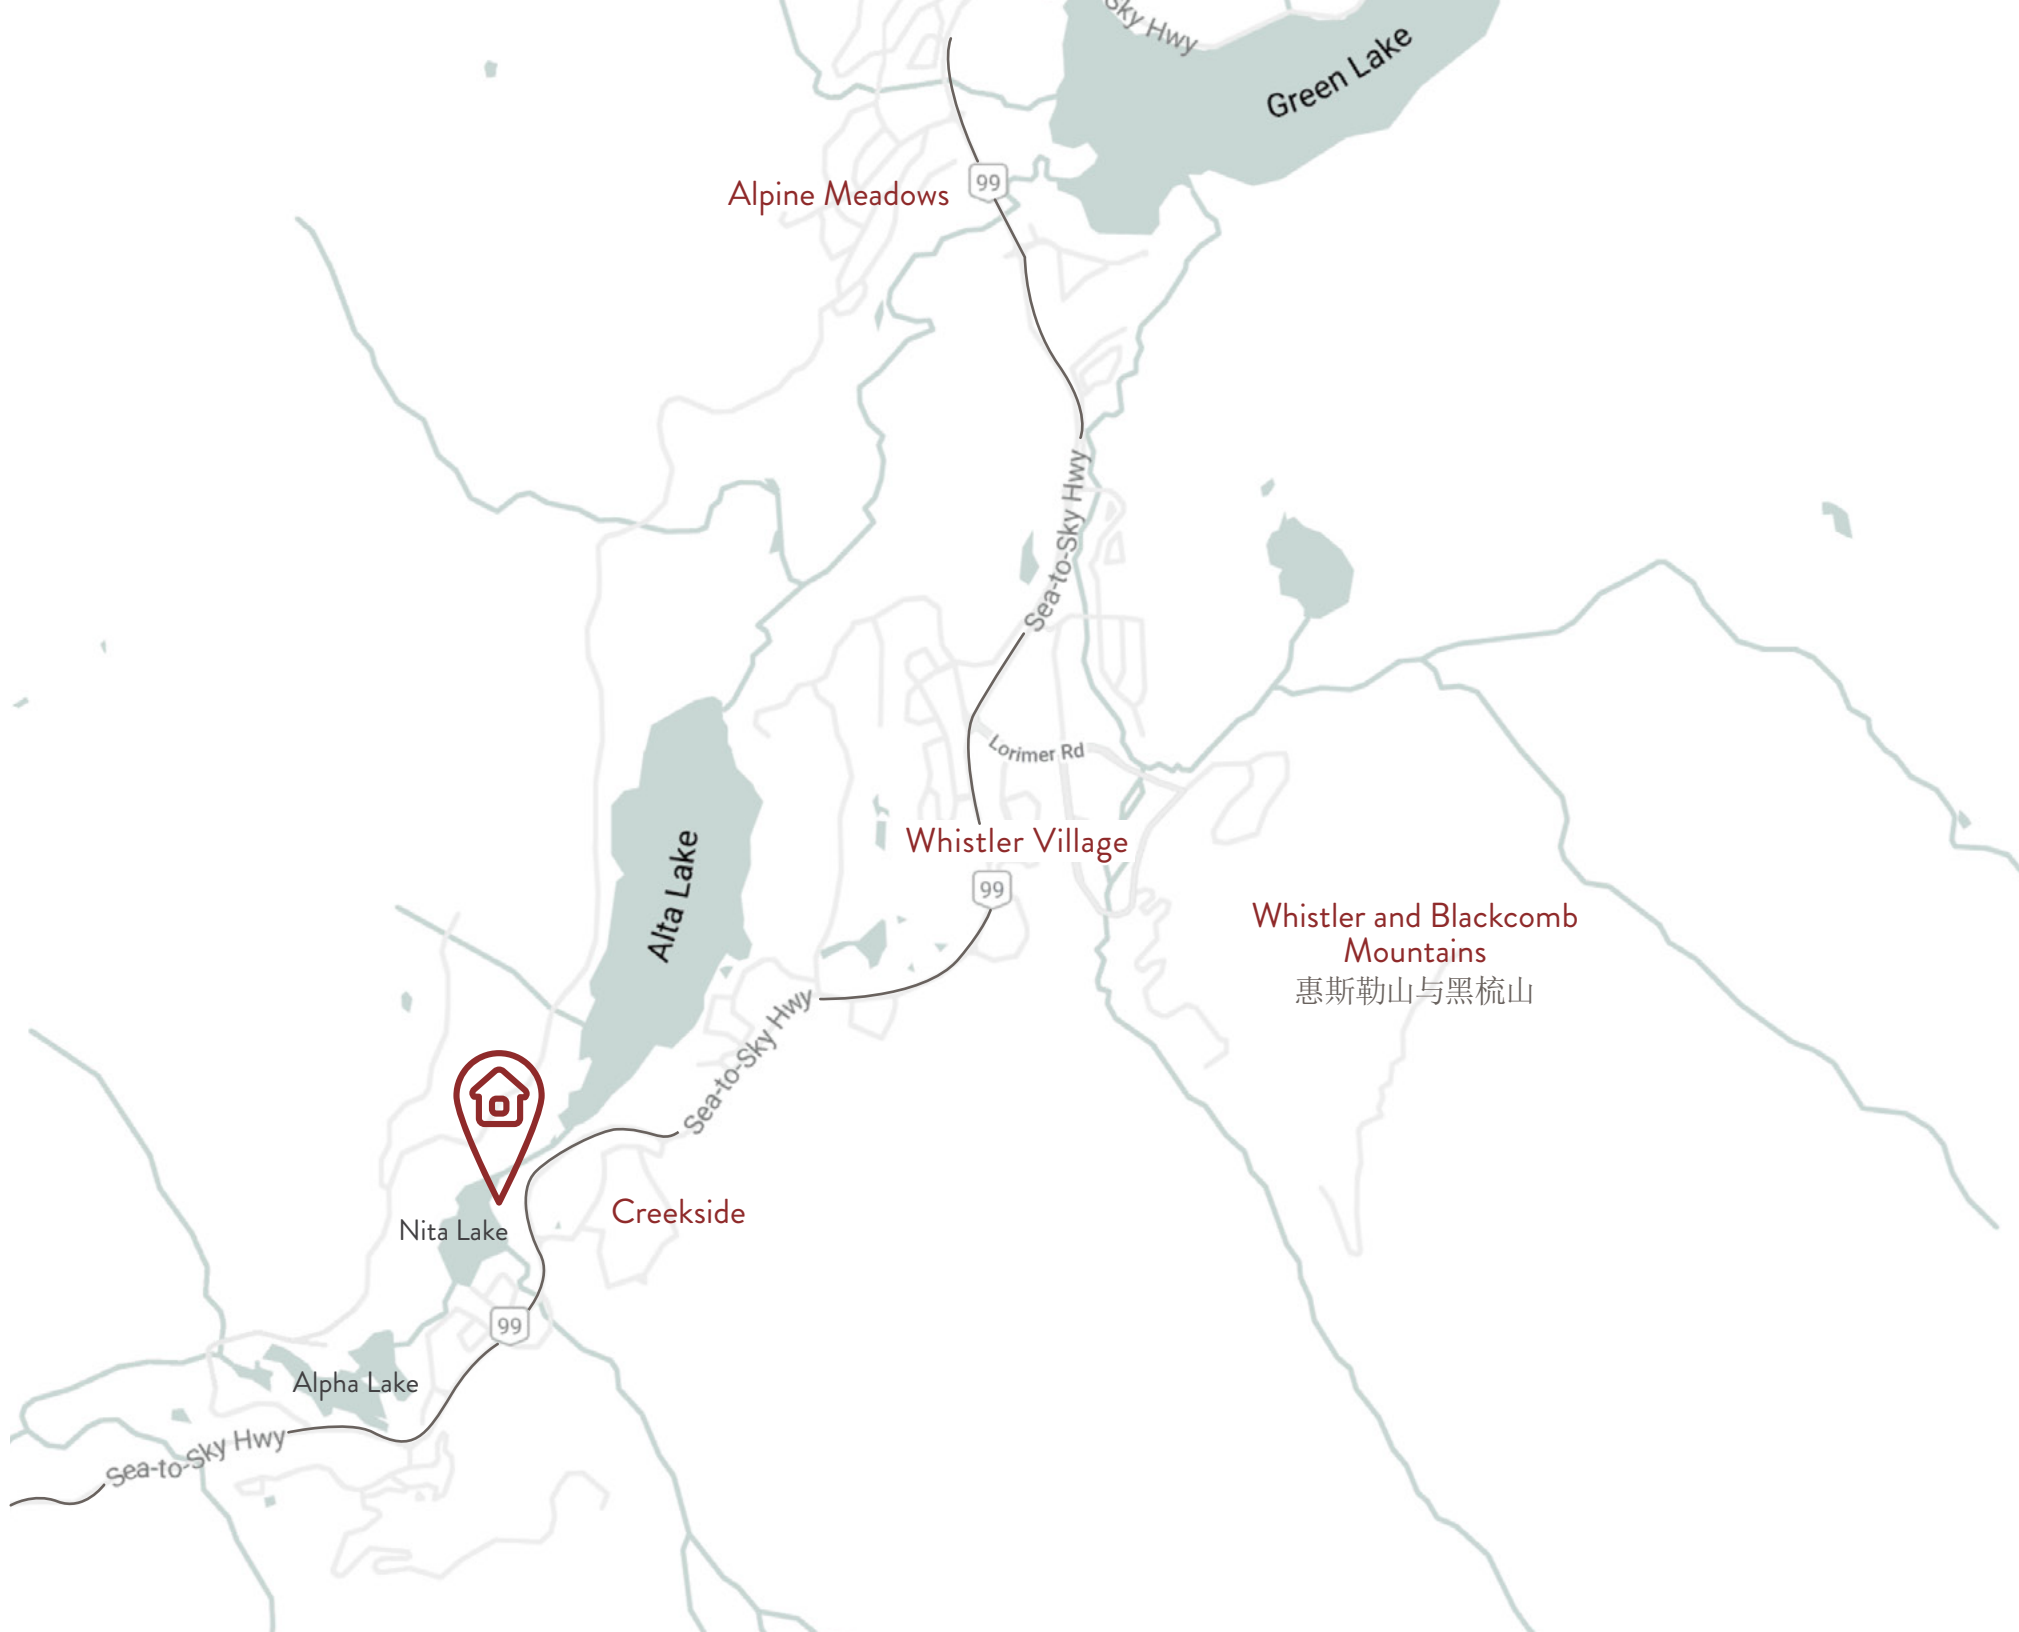 Sky Hwy
Green Lake
99
Alpine Meadows
Sea-to-Sky Hwy
Lorimer Rd
Whistler Village
99
Alta Lake
Whistler and Blackcomb
Mountains
惠斯勒山与黑梳山
Sea-to-Sky Hwy
Creekside
Nita Lake
99
Alpha Lake
Sea-to-Sky Hwy